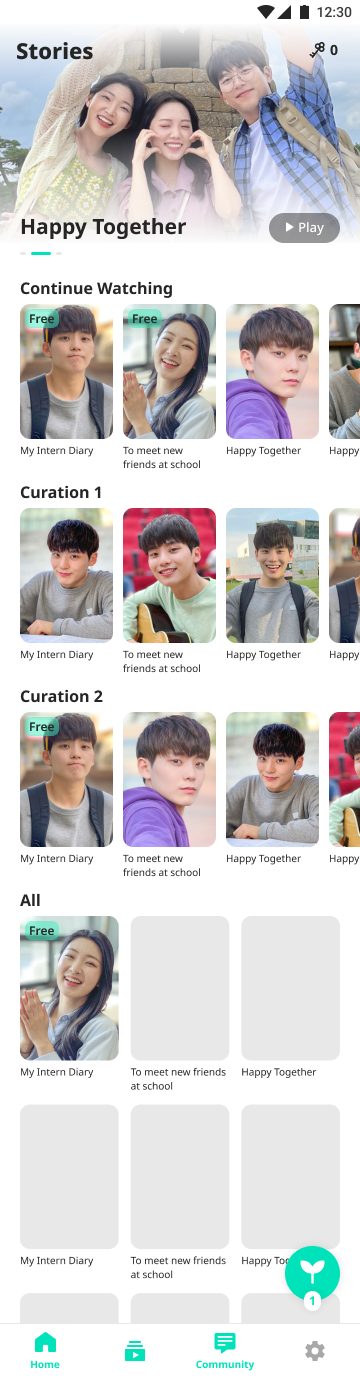 12:30
Stories
0
Happy Together
Play
Continue Watching
Free
Free
My Intern Diary
To meet new
friends at school
Happy Together
Happy
Curation 1
My Intern Diary
To meet new
friends at school
Happy Together
Happy
Curation 2
Free
My Intern Diary
To meet new
friends at school
Happy Together
Happy
All
Free
My Intern Diary
To meet new friends
at school
Happy Together
My Intern Diary
To meet new friends
at school
Happy Tog
1
Home
Community